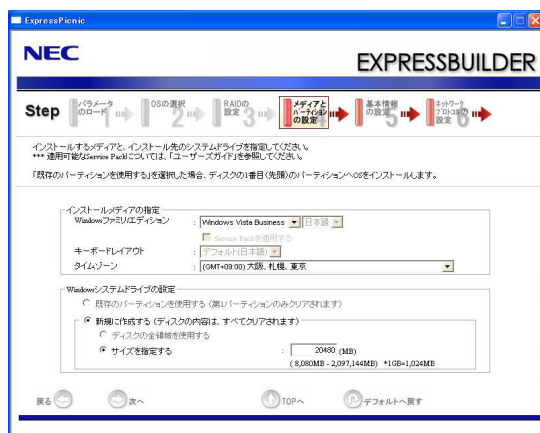 ExpressPicnic
NEC
EXPRESSBUILDER
Step
パラメータのロード
OSの選択 2
RAIDの設定 3
メディアとパーティションの設定 4
基本情報の設定 5
ネットワークプロトコルの設定 6
インストールするメディアと、インストール先のシステムドライブを指定してください。
*** 適用可能なService Packについては、「ユーザーズガイド」を参照してください。
「既存のパーティションを使用する」を選択した場合、ディスクの1番目(先頭)のパーティションへOSをインストールします。
インストールメディアの指定
Windowsファミリ/エディション : Windows Vista Business 日本語
Service Packを適用する
キーボードレイアウト : デフォルト(日本語)
タイムゾーン : (GMT+09:00) 大阪、札幌、東京
Windowsシステムドライブの設定
既存のパーティションを使用する (第1パーティションのみクリアされます)
新規に作成する (ディスクの内容は、すべてクリアされます)
ディスクの全領域を使用する
サイズを指定する : 20480 (MB)
( 8,080MB - 2,097,144MB) *1GB=1,024MB
戻る 次へ TOPへ デフォルトへ戻す